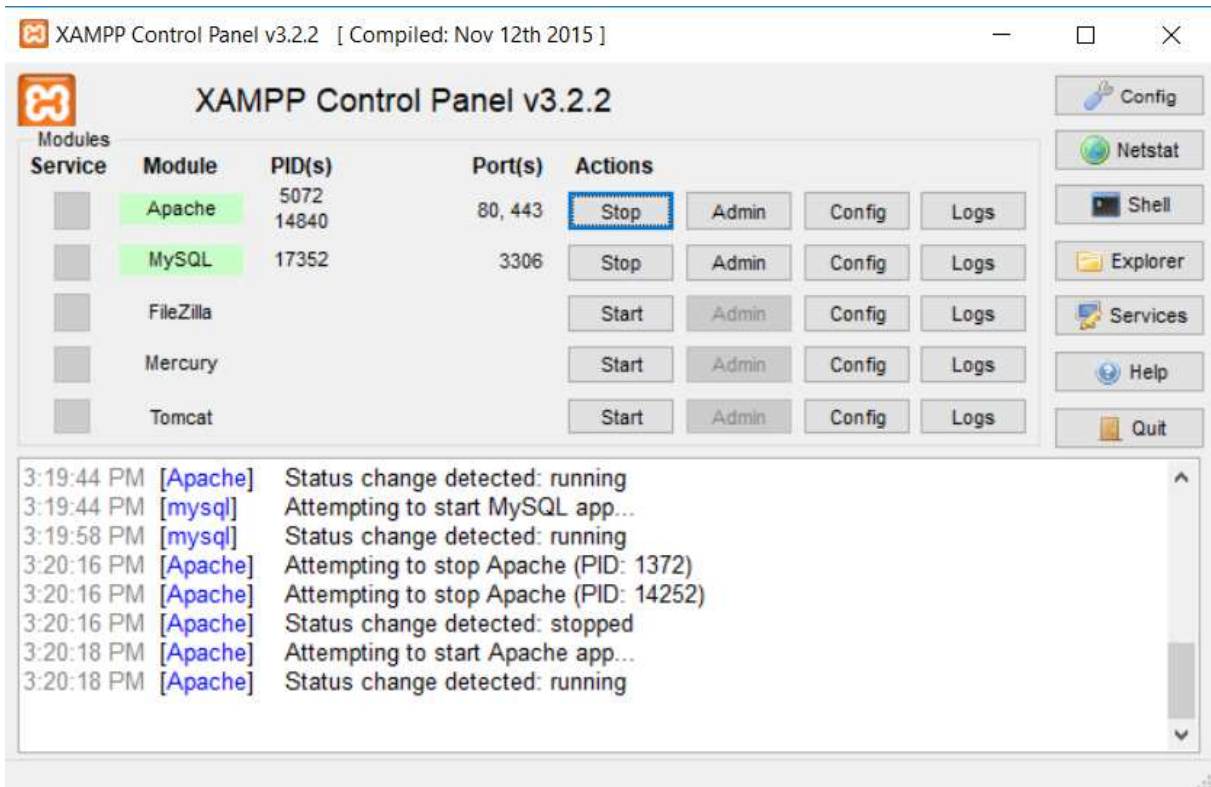 XAMPP Control Panel v3.2.2 [ Compiled: Nov 12th 2015 ]
XAMPP Control Panel v3.2.2
Config
Modules
Service Module PID(s) Port(s) Actions
Netstat
Apache 5072 14840 80, 443 Stop Admin Config Logs
Shell
MySQL 17352 3306 Stop Admin Config Logs
Explorer
FileZilla Start Admin Config Logs
Services
Mercury Start Admin Config Logs
Help
Tomcat Start Admin Config Logs
Quit
3:19:44 PM [Apache] Status change detected: running
3:19:44 PM [mysql] Attempting to start MySQL app...
3:19:58 PM [mysql] Status change detected: running
3:20:16 PM [Apache] Attempting to stop Apache (PID: 1372)
3:20:16 PM [Apache] Attempting to stop Apache (PID: 14252)
3:20:16 PM [Apache] Status change detected: stopped
3:20:18 PM [Apache] Attempting to start Apache app...
3:20:18 PM [Apache] Status change detected: running